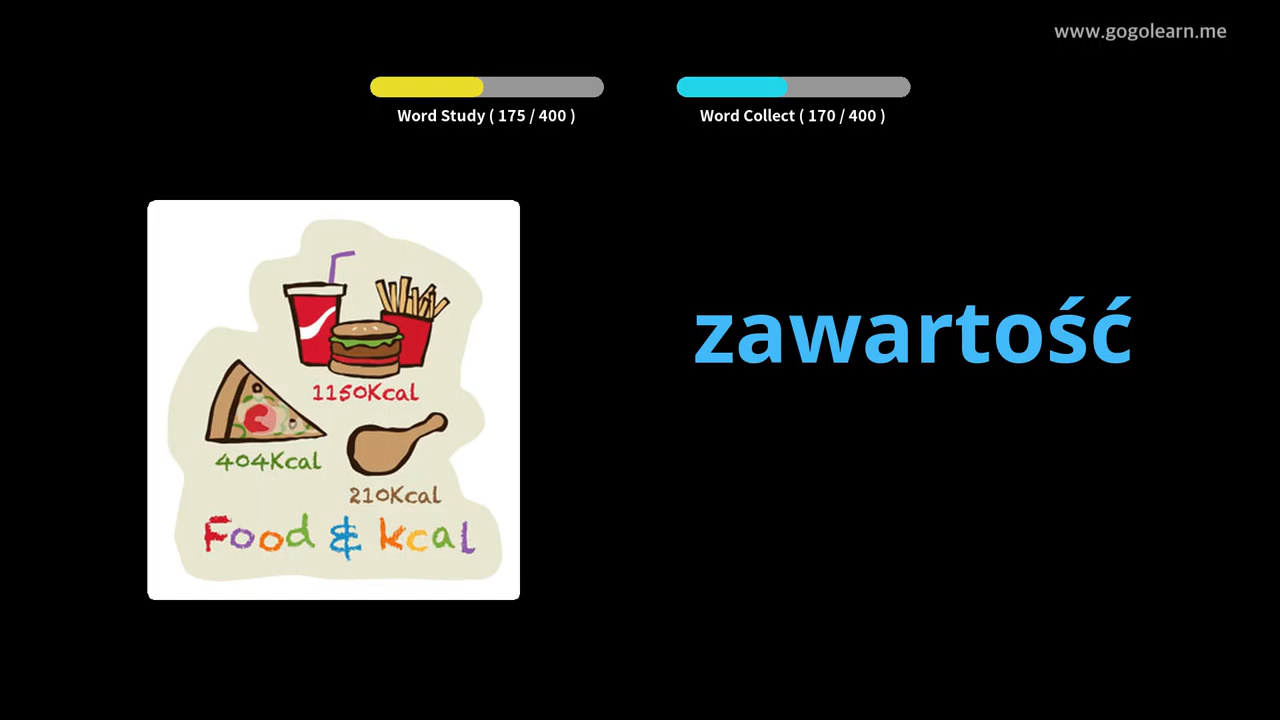 www.gogolearn.me
Word Study ( 175 / 400 )
Word Collect ( 170 / 400 )
1150Kcal
404Kcal
210Kcal
Food & kcal
zawartość